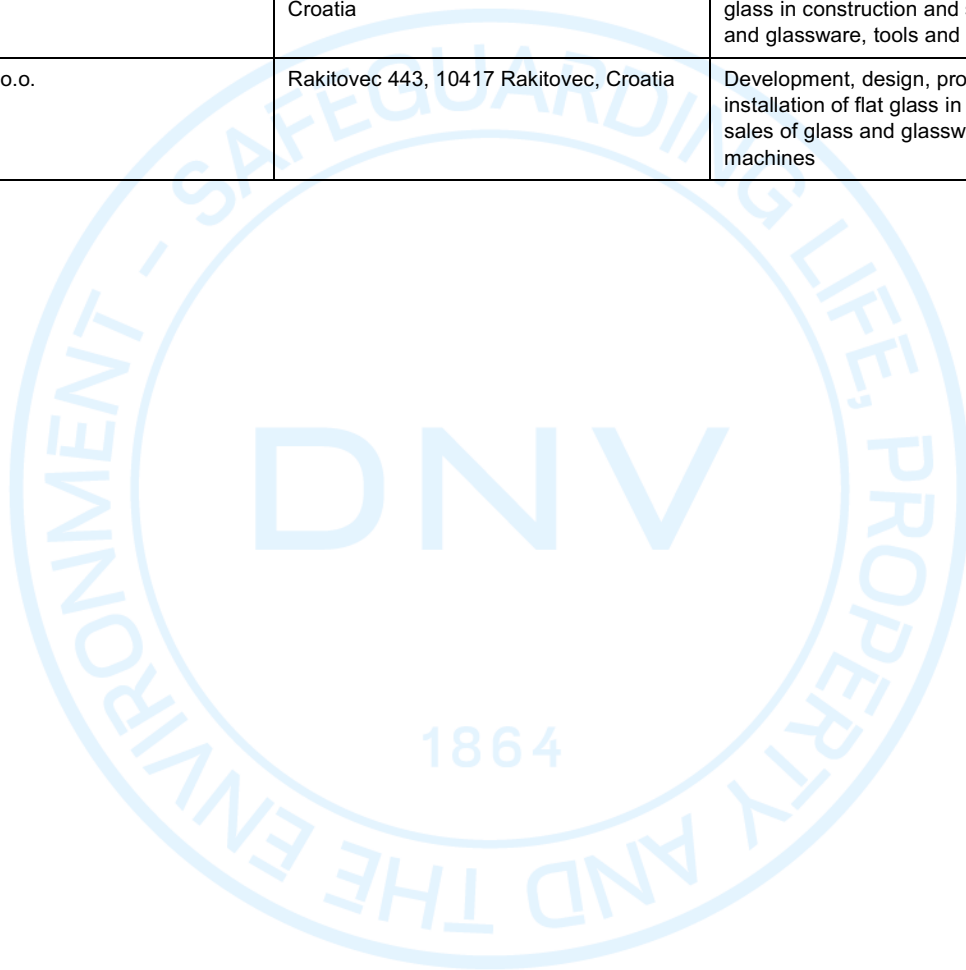 Croatia
glass in construction and
and glassware, tools and
o.o.
Rakitovec 443, 10417 Rakitovec, Croatia
Development, design, pro
installation of flat glass in
sales of glass and glassw
machines
SAFEGUARDING LIFE, PROPERTY AND THE ENVIRONMENT -
DNV
1864